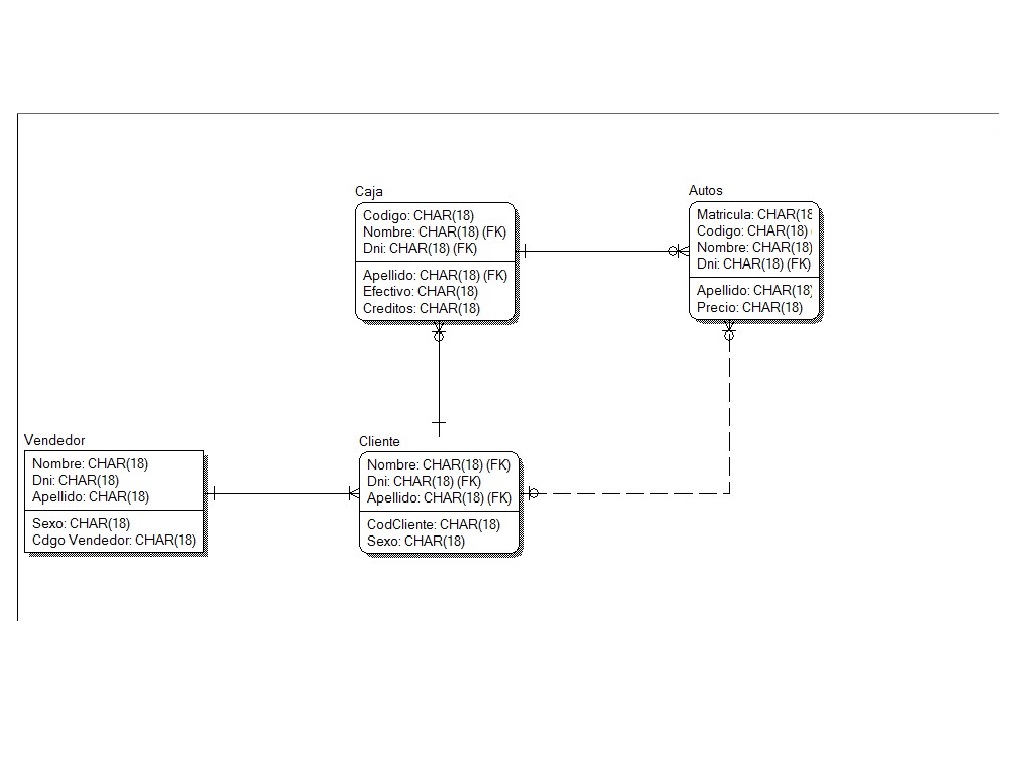 Caja
Codigo: CHAR(18)
Nombre: CHAR(18) (FK)
Dni: CHAR(18) (FK)
Apellido: CHAR(18) (FK)
Efectivo: CHAR(18)
Creditos: CHAR(18)
Autos
Matricula: CHAR(18
Codigo: CHAR(18)
Nombre: CHAR(18)
Dni: CHAR(18) (FK)
Apellido: CHAR(18)
Precio: CHAR(18)
Vendedor
Nombre: CHAR(18)
Dni: CHAR(18)
Apellido: CHAR(18)
Sexo: CHAR(18)
Cdgo Vendedor: CHAR(18)
Cliente
Nombre: CHAR(18) (FK)
Dni: CHAR(18) (FK)
Apellido: CHAR(18) (FK)
CodCliente: CHAR(18)
Sexo: CHAR(18)